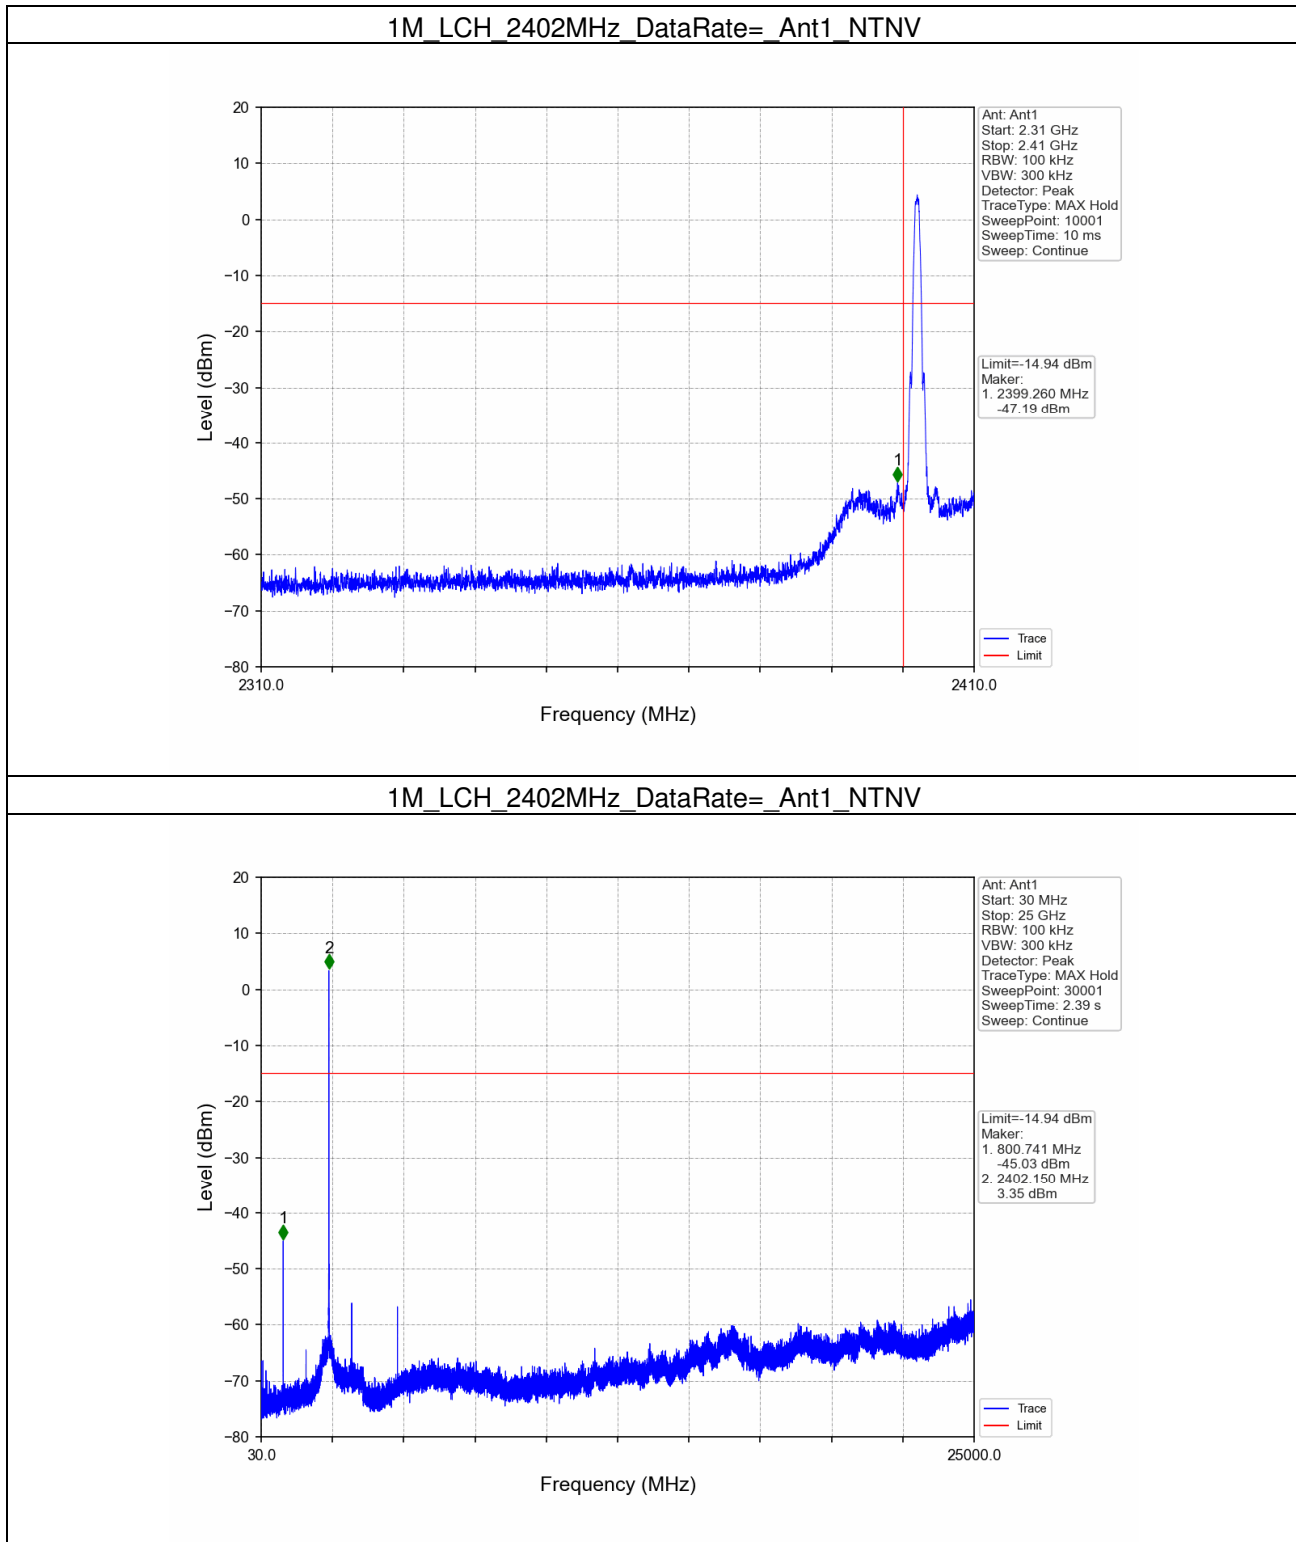 1M_LCH_2402MHz_DataRate=_Ant1_NTNV
20
10
0
−10
−20
−30
−40
−50
−60
−70
−80
Level (dBm)
2310.0
2410.0
Frequency (MHz)
1
Ant: Ant1
Start: 2.31 GHz
Stop: 2.41 GHz
RBW: 100 kHz
VBW: 300 kHz
Detector: Peak
TraceType: MAX Hold
SweepPoint: 10001
SweepTime: 10 ms
Sweep: Continue
Limit=-14.94 dBm
Maker:
1. 2399.260 MHz
-47.19 dBm
Trace
Limit
1M_LCH_2402MHz_DataRate=_Ant1_NTNV
20
10
0
−10
−20
−30
−40
−50
−60
−70
−80
Level (dBm)
30.0
25000.0
Frequency (MHz)
1
2
Ant: Ant1
Start: 30 MHz
Stop: 25 GHz
RBW: 100 kHz
VBW: 300 kHz
Detector: Peak
TraceType: MAX Hold
SweepPoint: 30001
SweepTime: 2.39 s
Sweep: Continue
Limit=-14.94 dBm
Maker:
1. 800.741 MHz
-45.03 dBm
2. 2402.150 MHz
3.35 dBm
Trace
Limit